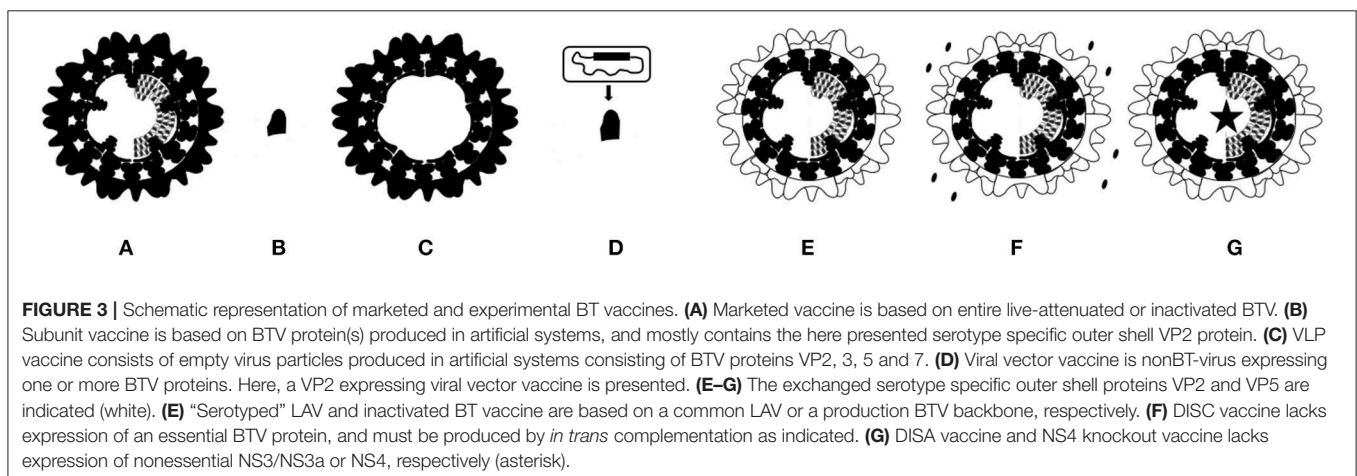 A B C D E F G
FIGURE 3 | Schematic representation of marketed and experimental BT vaccines. (A) Marketed vaccine is based on entire live-attenuated or inactivated BTV. (B)
Subunit vaccine is based on BTV protein(s) produced in artificial systems, and mostly contains the here presented serotype specific outer shell VP2 protein. (C) VLP
vaccine consists of empty virus particles produced in artificial systems consisting of BTV proteins VP2, 3, 5 and 7. (D) Viral vector vaccine is nonBT-virus expressing
one or more BTV proteins. Here, a VP2 expressing viral vector vaccine is presented. (E–G) The exchanged serotype specific outer shell proteins VP2 and VP5 are
indicated (white). (E) “Serotyped” LAV and inactivated BT vaccine are based on a common LAV or a production BTV backbone, respectively. (F) DISC vaccine lacks
expression of an essential BTV protein, and must be produced by in trans complementation as indicated. (G) DISA vaccine and NS4 knockout vaccine lacks
expression of nonessential NS3/NS3a or NS4, respectively (asterisk).